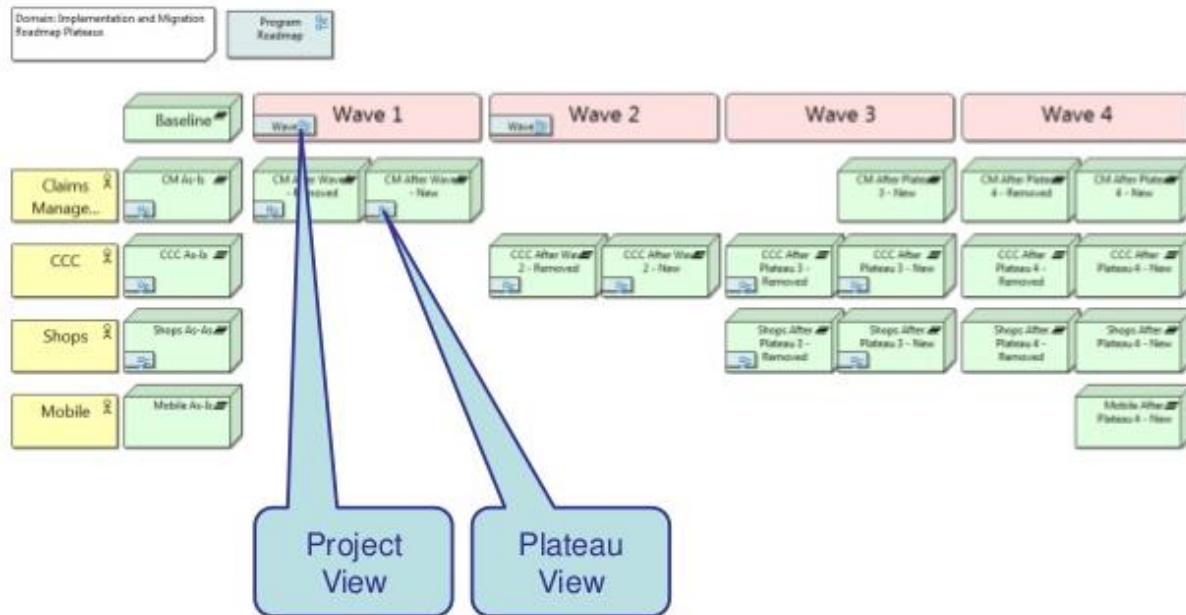 Domain: Implementation and Migration
Roadmap Plateaus
Program
Roadmap
Baseline
Wave
Wave 1
Wave
Wave 2
Wave 3
Wave 4
Claims
Manage...
CM As-Is
CM After Wave
- Removed
CM After Wave
- New
CM After Plateau
3 - New
CM After Plateau
4 - Removed
CM After Plateau
4 - New
CCC
CCC As-Is
CCC After Wave
2 - Removed
CCC After Wave
2 - New
CCC After
Plateau 3 -
Removed
CCC After
Plateau 3 - New
CCC After
Plateau 4 -
Removed
CCC After
Plateau 4 - New
Shops
Shops As-As
Shops After
Plateau 3 -
Removed
Shops After
Plateau 3 - New
Shops After
Plateau 4 -
Removed
Shops After
Plateau 4 - New
Mobile
Mobile As-Is
Mobile After
Plateau 4 - New
Project
View
Plateau
View